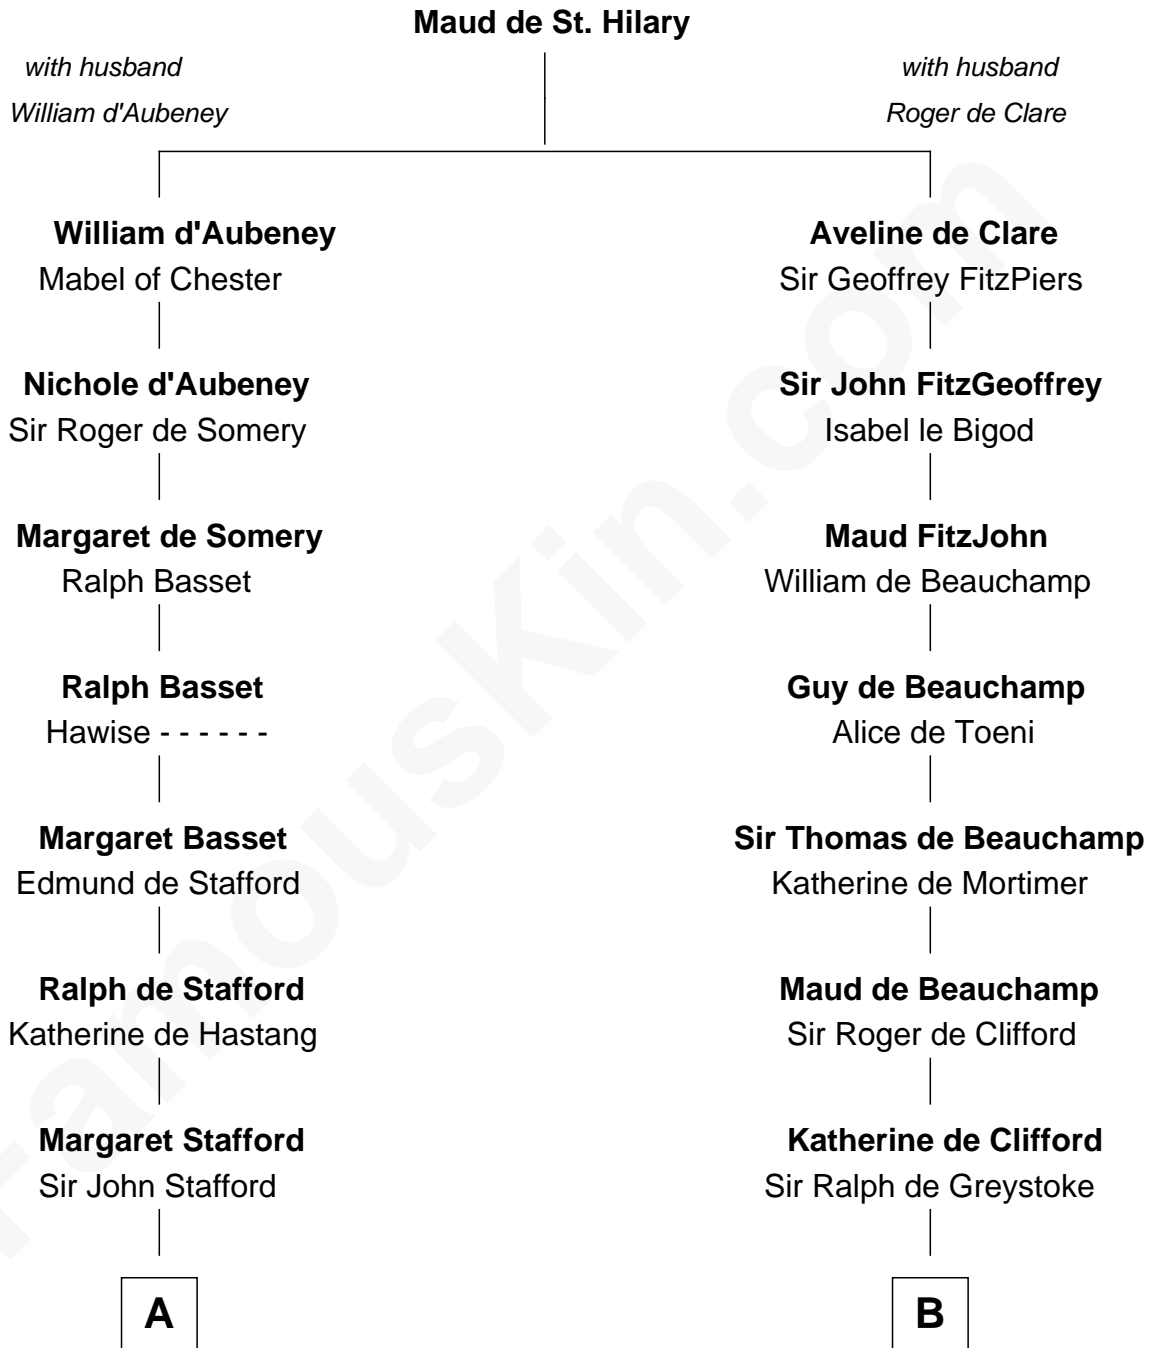 Maud de St. Hilary
with husband
William d'Aubeney
with husband
Roger de Clare
William d'Aubeney
Mabel of Chester
Aveline de Clare
Sir Geoffrey FitzPiers
Nichole d'Aubeney
Sir Roger de Somery
Sir John FitzGeoffrey
Isabel le Bigod
Margaret de Somery
Ralph Basset
Maud FitzJohn
William de Beauchamp
Ralph Basset
Hawise - - - - - -
Guy de Beauchamp
Alice de Toeni
Margaret Basset
Edmund de Stafford
Sir Thomas de Beauchamp
Katherine de Mortimer
Ralph de Stafford
Katherine de Hastang
Maud de Beauchamp
Sir Roger de Clifford
Margaret Stafford
Sir John Stafford
Katherine de Clifford
Sir Ralph de Greystoke
A
B
FamousKin.com